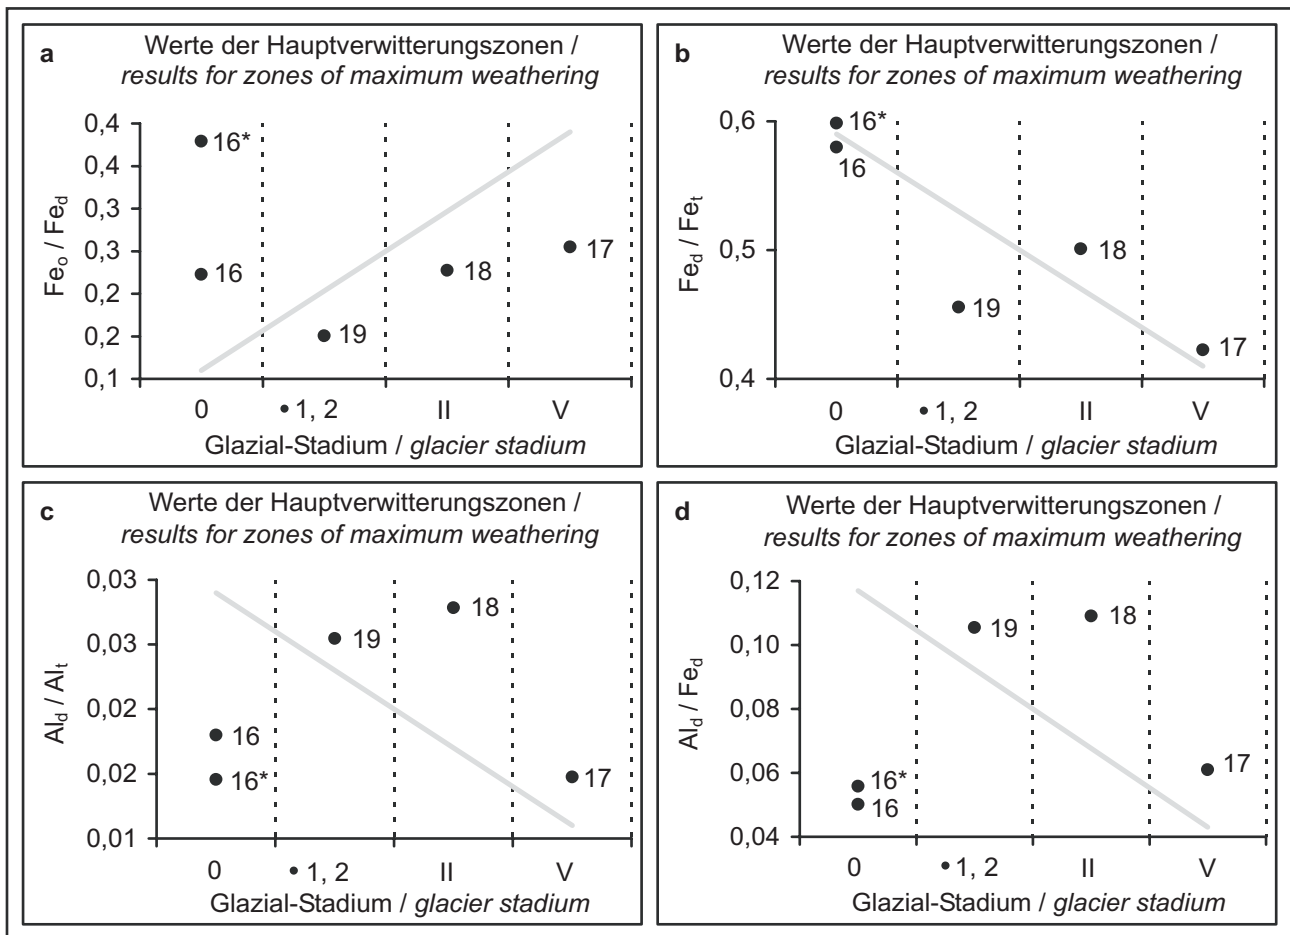 a
Werte der Hauptverwitterungszonen /
results for zones of maximum weathering
0,4
0,4
0,3
0,3
0,2
0,2
0,1
Feo / Fed
16*
16
19
18
17
0
• 1, 2
II
V
Glazial-Stadium / glacier stadium
b
Werte der Hauptverwitterungszonen /
results for zones of maximum weathering
0,6
0,5
0,4
Fed / Fet
16*
16
19
18
17
0
• 1, 2
II
V
Glazial-Stadium / glacier stadium
c
Werte der Hauptverwitterungszonen /
results for zones of maximum weathering
0,03
0,03
0,02
0,02
0,01
Ald / Alt
16
16*
19
18
17
0
• 1, 2
II
V
Glazial-Stadium / glacier stadium
d
Werte der Hauptverwitterungszonen /
results for zones of maximum weathering
0,12
0,10
0,08
0,06
0,04
Ald / Fed
16*
16
19
18
17
0
• 1, 2
II
V
Glazial-Stadium / glacier stadium